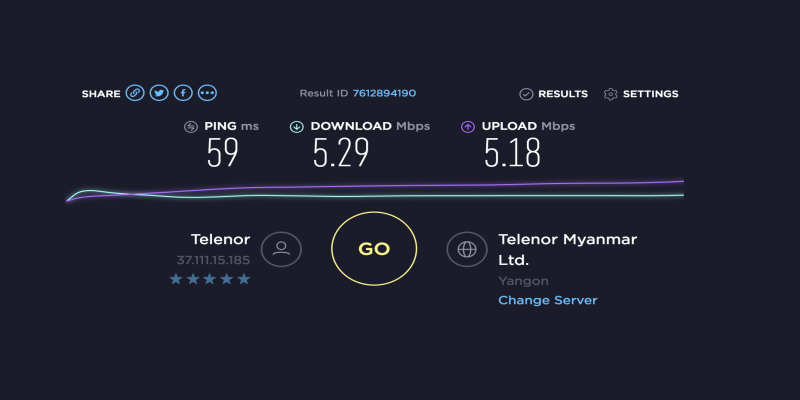 SHARE Result ID 7612894190 RESULTS SETTINGS
PING ms DOWNLOAD Mbps UPLOAD Mbps
59 5.29 5.18
Telenor
37.111.15.185
GO
Telenor Myanmar
Ltd.
Yangon
Change Server